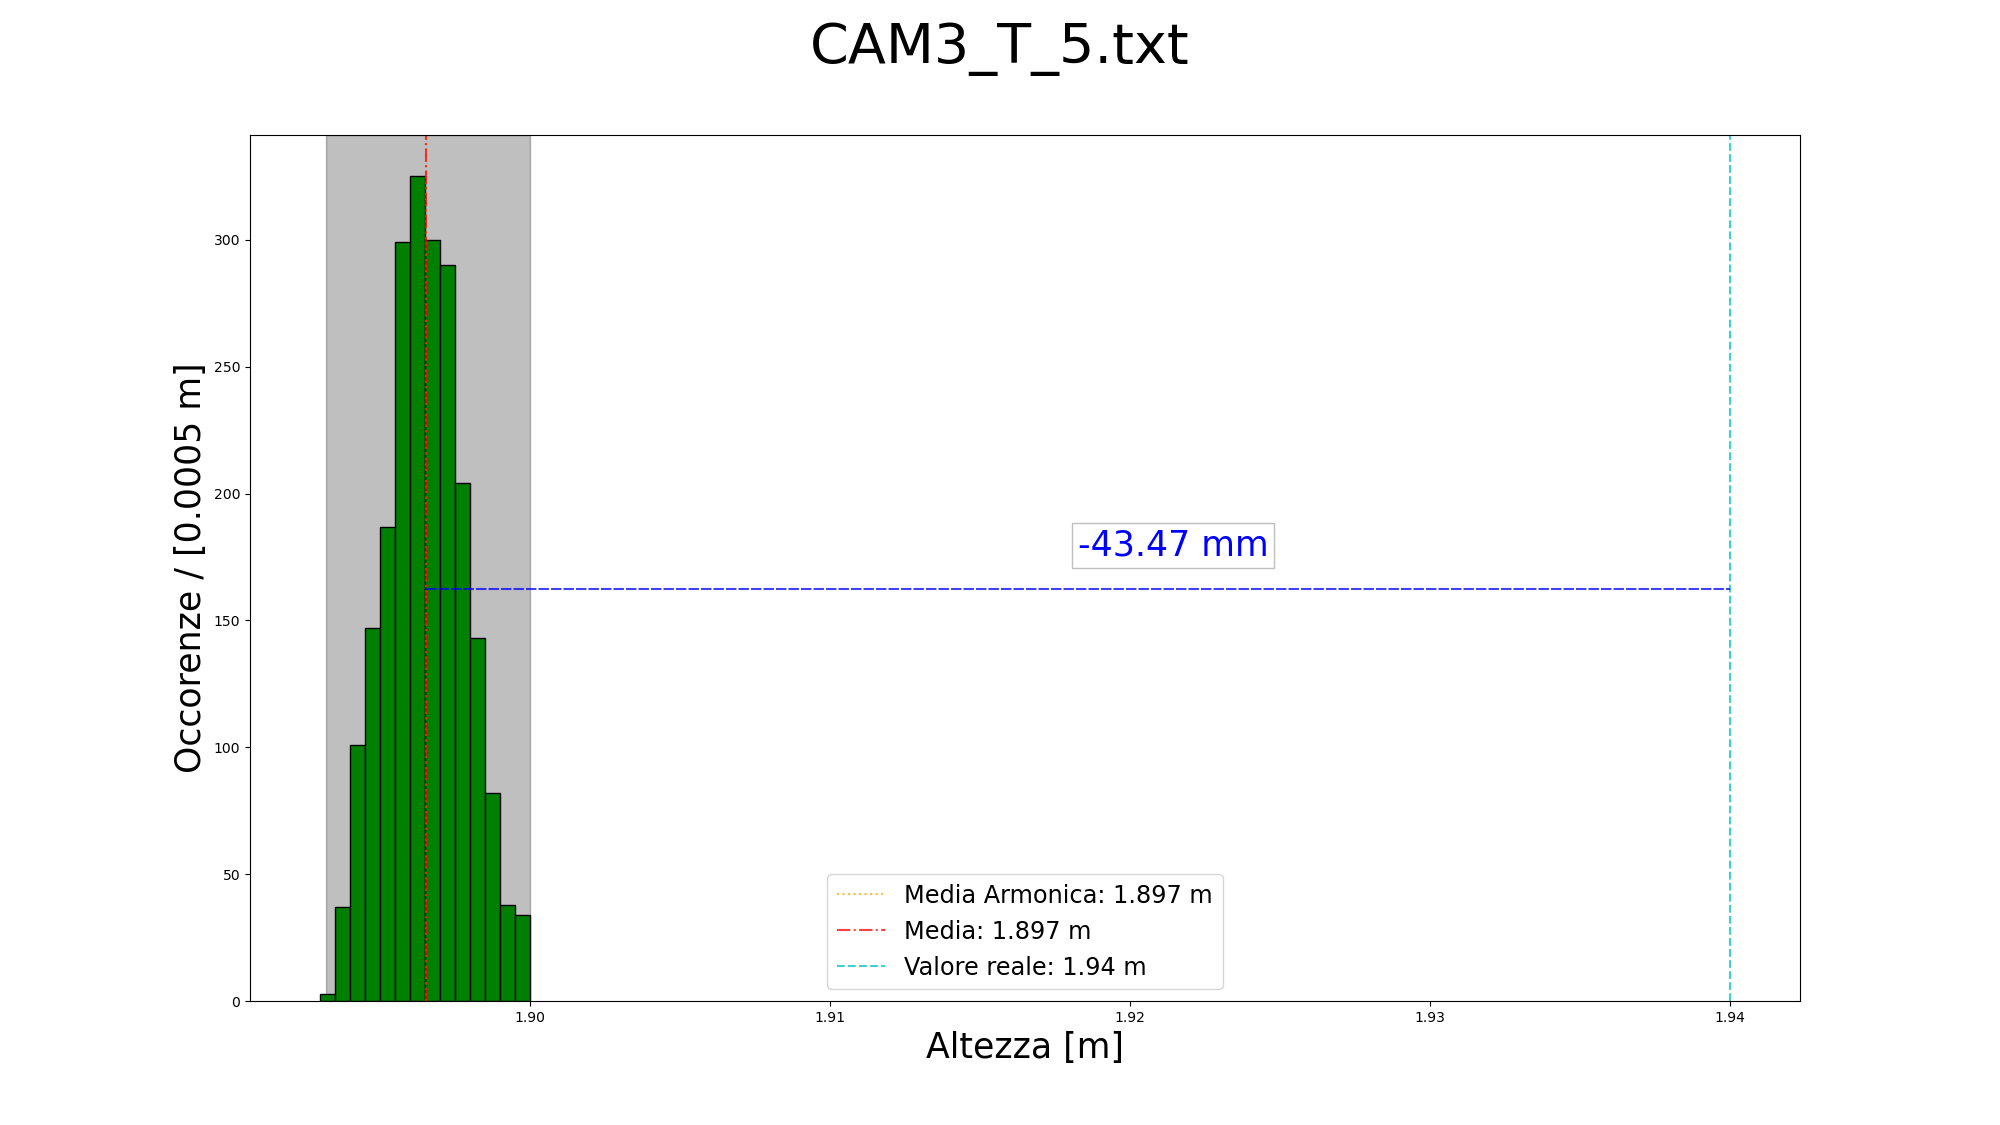 CAM3_T_5.txt
Occorenze / [0.0005 m]
300
250
200
150
100
50
0
-43.47 mm
Media Armonica: 1.897 m
Media: 1.897 m
Valore reale: 1.94 m
1.90 1.91 1.92 1.93 1.94
Altezza [m]